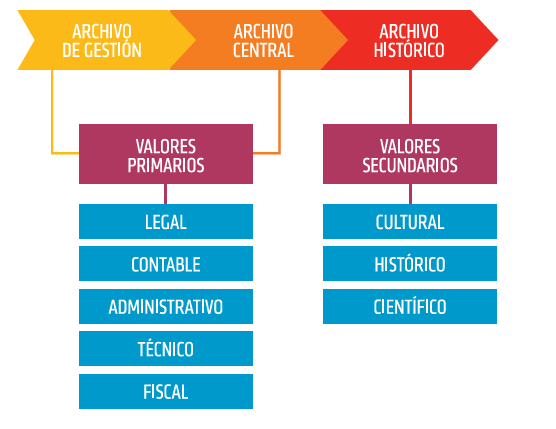 ARCHIVO
DE GESTIÓN
ARCHIVO
CENTRAL
ARCHIVO
HISTÓRICO
VALORES
PRIMARIOS
LEGAL
CONTABLE
ADMINISTRATIVO
TÉCNICO
FISCAL
VALORES
SECUNDARIOS
CULTURAL
HISTÓRICO
CIENTÍFICO